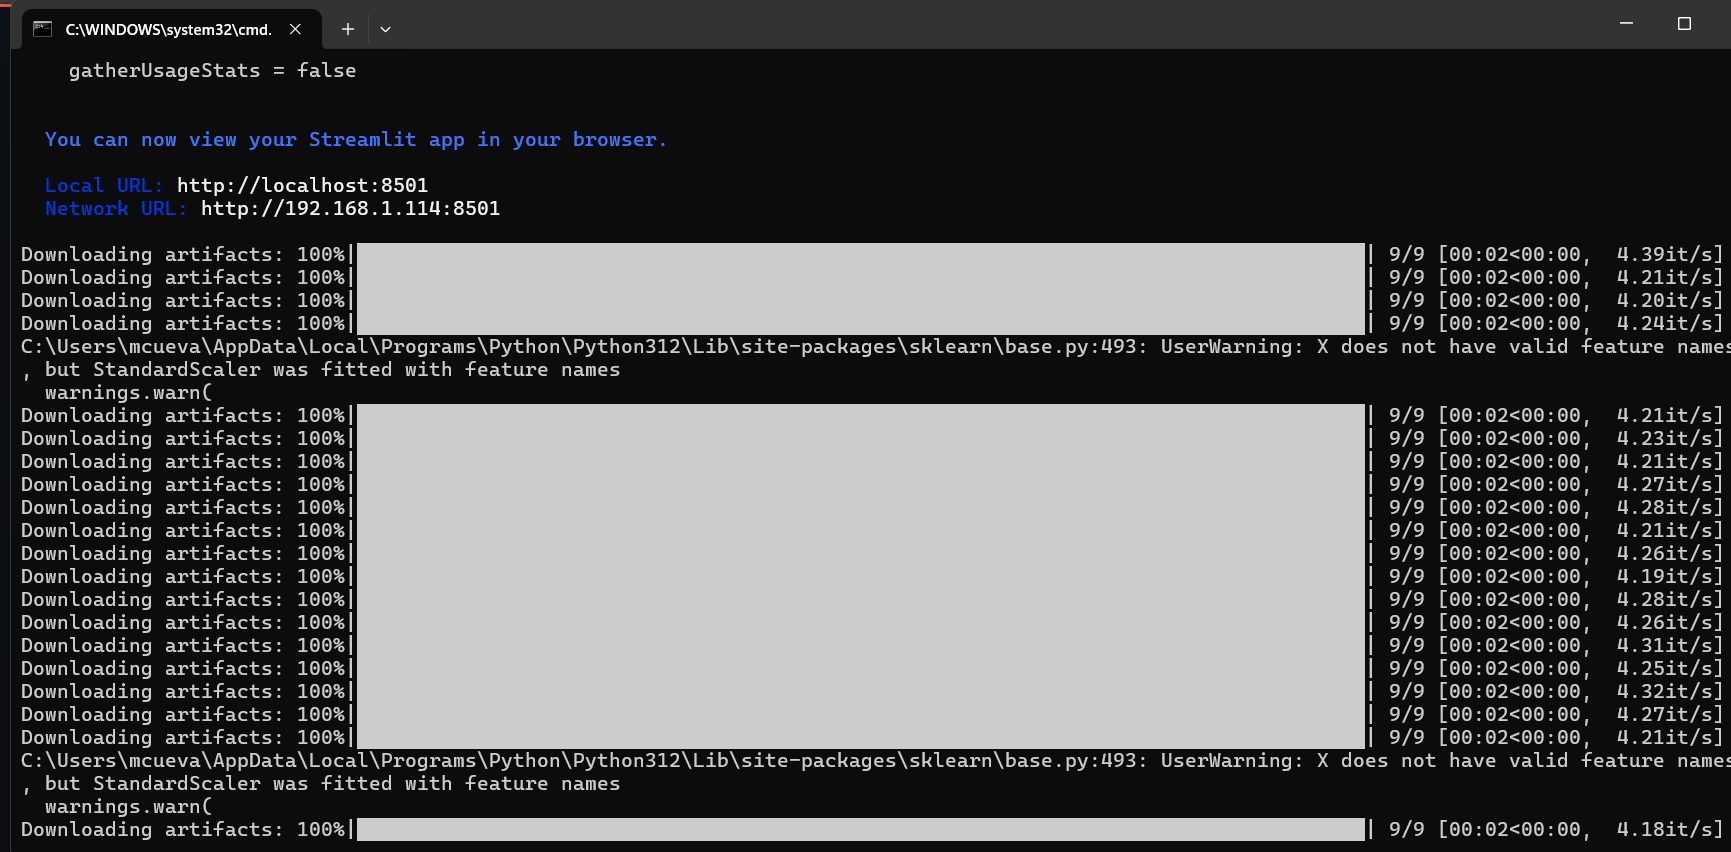 C:\WINDOWS\system32\cmd.
gatherUsageStats = false
You can now view your Streamlit app in your browser.
Local URL: http://localhost:8501
Network URL: http://192.168.1.114:8501
Downloading artifacts: 100%| | 9/9 [00:02<00:00, 4.39it/s]
Downloading artifacts: 100%| | 9/9 [00:02<00:00, 4.21it/s]
Downloading artifacts: 100%| | 9/9 [00:02<00:00, 4.20it/s]
Downloading artifacts: 100%| | 9/9 [00:02<00:00, 4.24it/s]
C:\Users\mcueva\AppData\Local\Programs\Python\Python312\Lib\site-packages\sklearn\base.py:493: UserWarning: X does not have valid feature names
, but StandardScaler was fitted with feature names
warnings.warn(
Downloading artifacts: 100%| | 9/9 [00:02<00:00, 4.21it/s]
Downloading artifacts: 100%| | 9/9 [00:02<00:00, 4.23it/s]
Downloading artifacts: 100%| | 9/9 [00:02<00:00, 4.21it/s]
Downloading artifacts: 100%| | 9/9 [00:02<00:00, 4.27it/s]
Downloading artifacts: 100%| | 9/9 [00:02<00:00, 4.28it/s]
Downloading artifacts: 100%| | 9/9 [00:02<00:00, 4.21it/s]
Downloading artifacts: 100%| | 9/9 [00:02<00:00, 4.26it/s]
Downloading artifacts: 100%| | 9/9 [00:02<00:00, 4.19it/s]
Downloading artifacts: 100%| | 9/9 [00:02<00:00, 4.28it/s]
Downloading artifacts: 100%| | 9/9 [00:02<00:00, 4.26it/s]
Downloading artifacts: 100%| | 9/9 [00:02<00:00, 4.31it/s]
Downloading artifacts: 100%| | 9/9 [00:02<00:00, 4.25it/s]
Downloading artifacts: 100%| | 9/9 [00:02<00:00, 4.32it/s]
Downloading artifacts: 100%| | 9/9 [00:02<00:00, 4.27it/s]
Downloading artifacts: 100%| | 9/9 [00:02<00:00, 4.21it/s]
C:\Users\mcueva\AppData\Local\Programs\Python\Python312\Lib\site-packages\sklearn\base.py:493: UserWarning: X does not have valid feature names
, but StandardScaler was fitted with feature names
warnings.warn(
Downloading artifacts: 100%| | 9/9 [00:02<00:00, 4.18it/s]